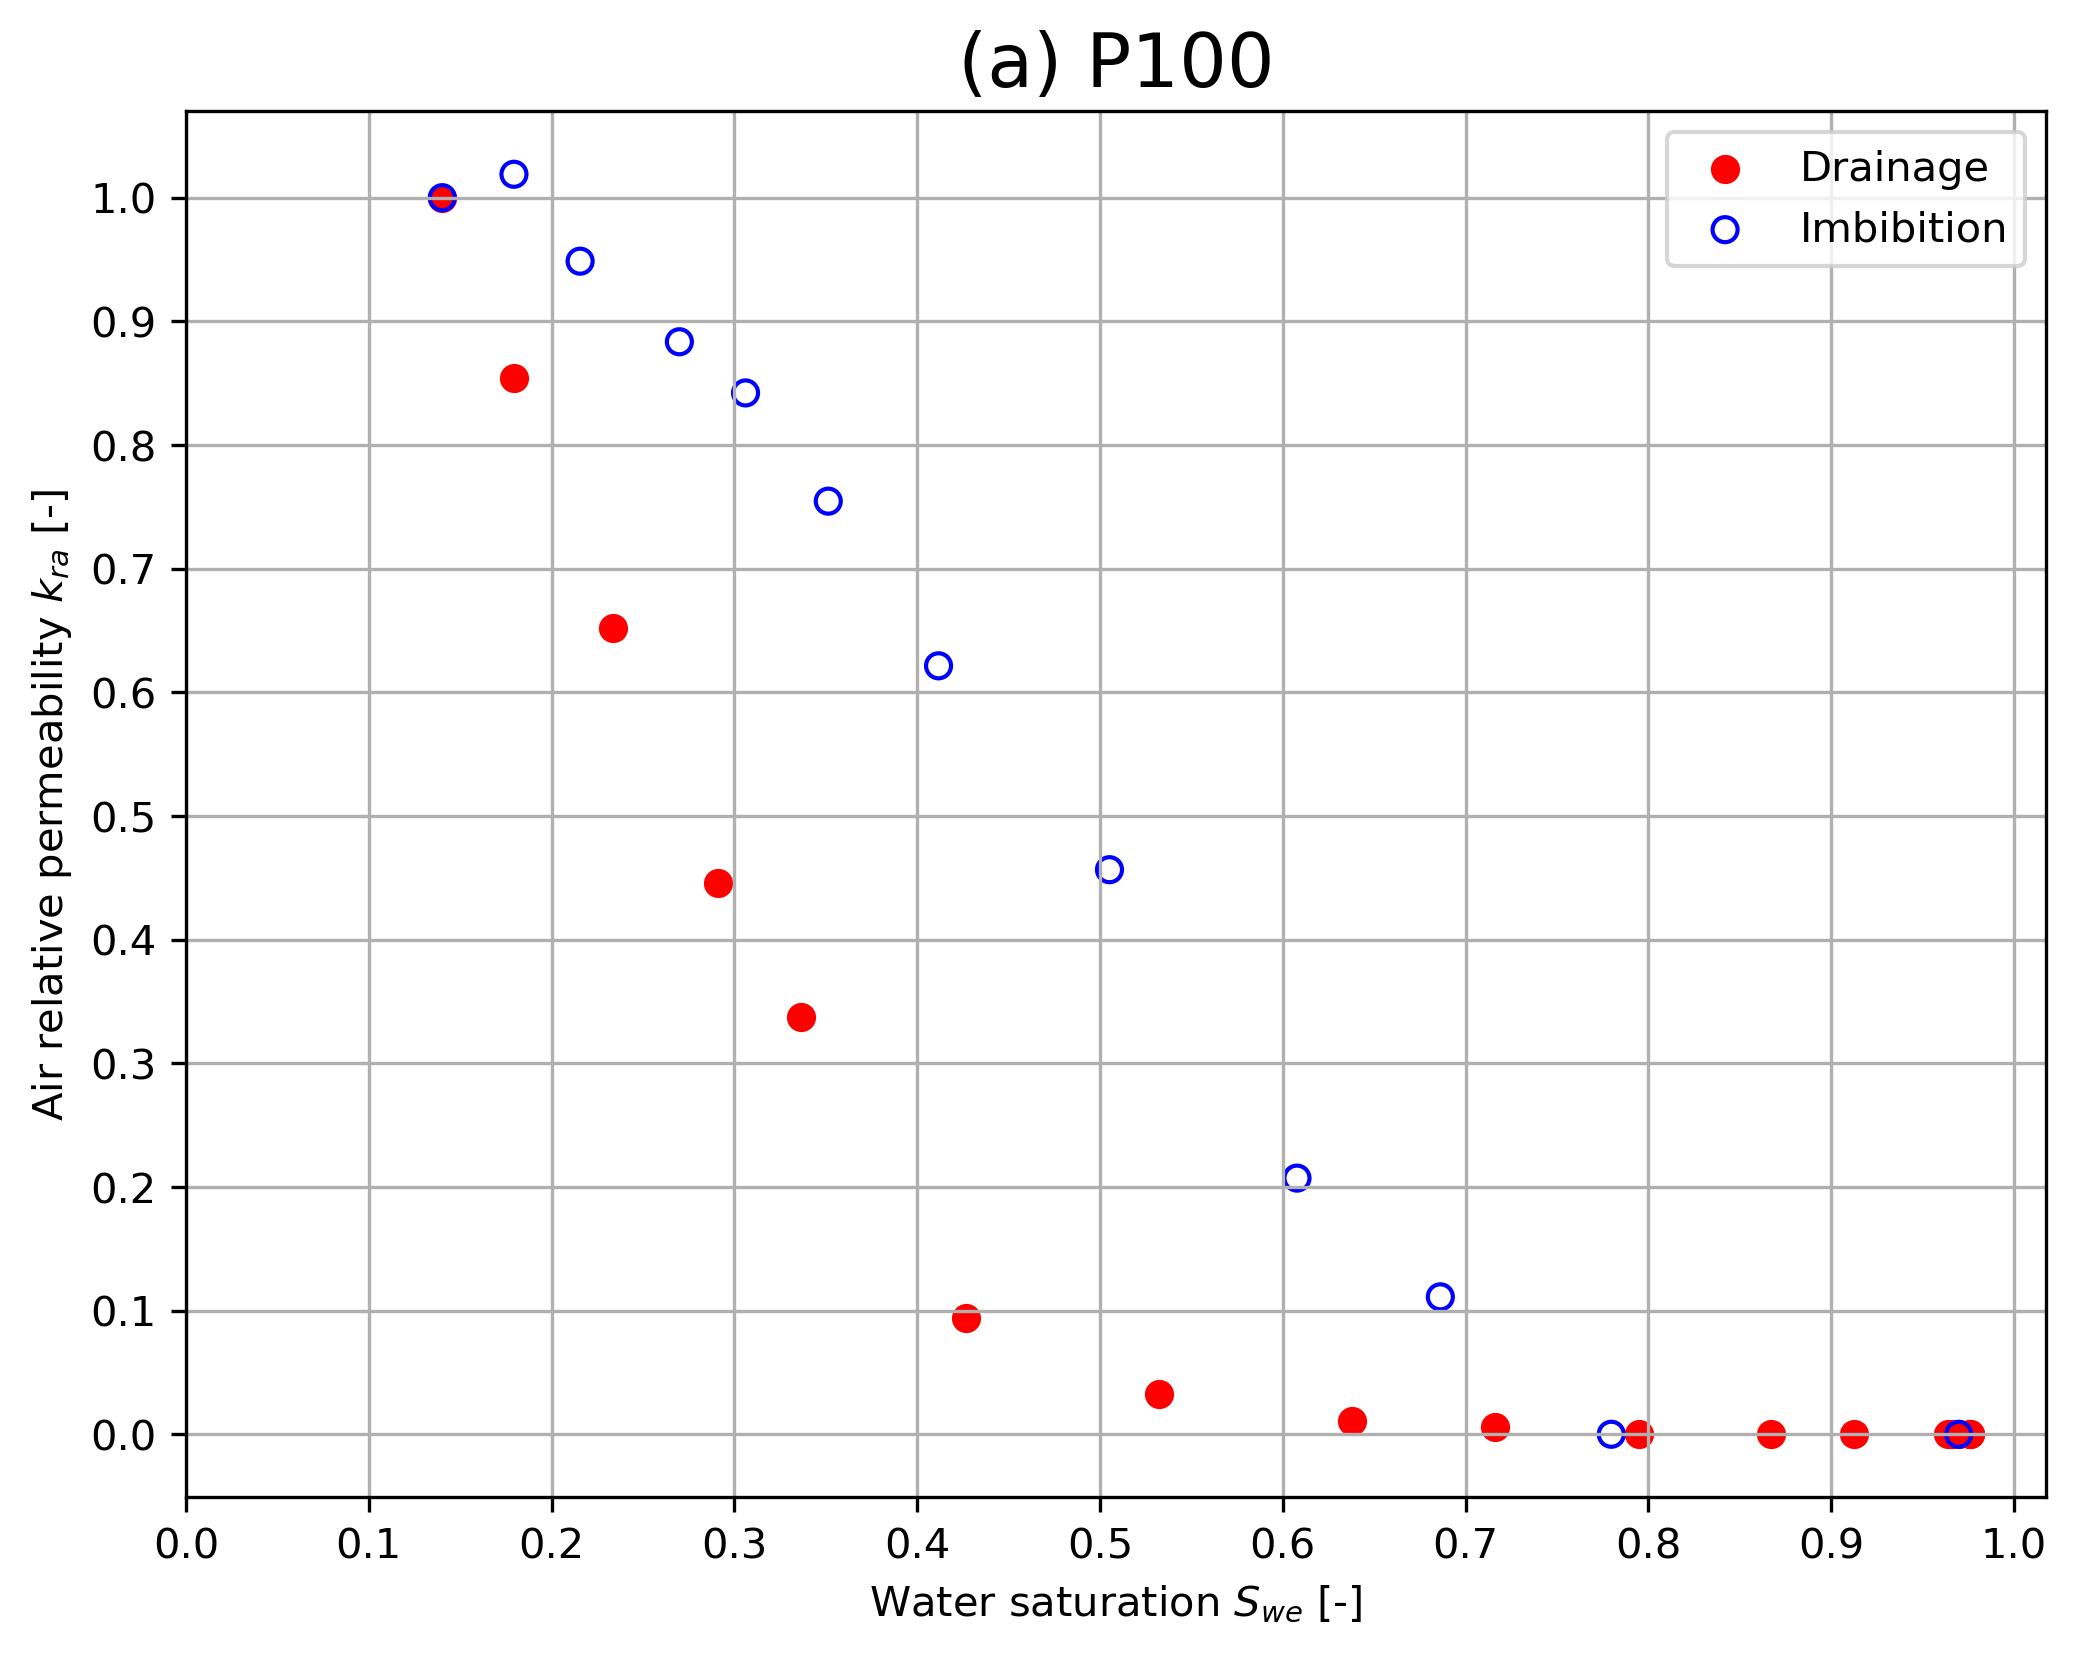 (a) P100
Drainage
Imbibition
1.0
0.9
0.8
0.7
0.6
0.5
0.4
0.3
0.2
0.1
0.0
Air relative permeability k_ra [-]
0.0 0.1 0.2 0.3 0.4 0.5 0.6 0.7 0.8 0.9 1.0
Water saturation S_we [-]